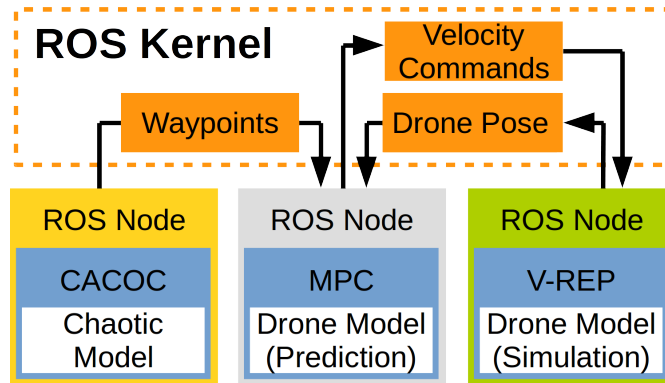 ROS Kernel
Velocity
Commands
Waypoints
Drone Pose
ROS Node
CACOC
Chaotic
Model
ROS Node
MPC
Drone Model
(Prediction)
ROS Node
V-REP
Drone Model
(Simulation)